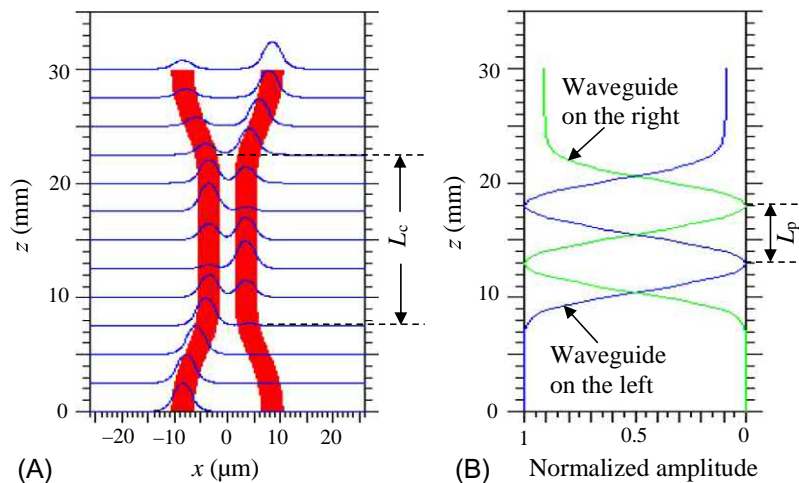 30
20
10
0
z (mm)
–20
–10
0
10
20
x (μm)
L_c
(A)
30
20
10
0
z (mm)
Waveguide
on the right
Waveguide
on the left
L_p
1
0.5
0
Normalized amplitude
(B)